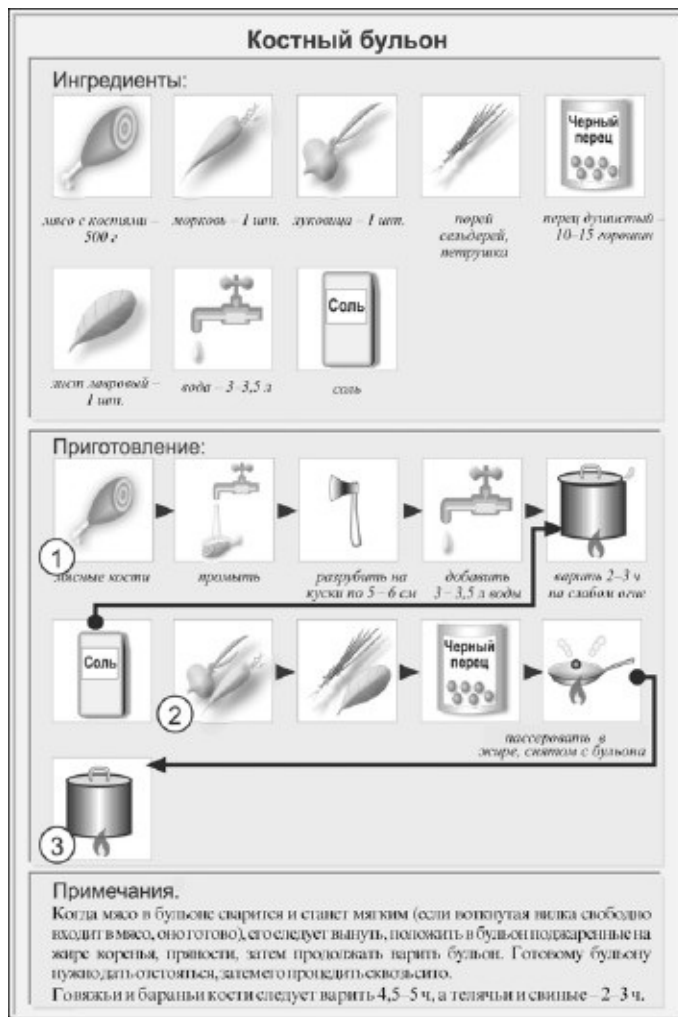 Костный бульон
Ингредиенты:
Черный
перец
мясо с костями –
500 г
морковь – 1 шт.
луковица – 1 шт.
порей
сельдерей,
петрушка
перец душистый –
10–15 горошин
Соль
лист лавровый –
1 шт.
вода – 3–3,5 л
соль
Приготовление:
1
мясные кости
промыть
разрубить на
куски по 5 – 6 см
добавить
3 – 3,5 л воды
варить 2–3 ч
на слабом огне
Соль
2
Черный
перец
пассеровать в
жире, снятом с бульона
3
Примечания.
Когда мясо в бульоне сварится и станет мягким (если воткнутая вилка свободно
входит в мясо, оно готово), его следует вынуть, положить в бульон поджаренные на
жире коренья, пряности, затем продолжать варить бульон. Готовому бульону
нужно дать отстояться, затем его процедить сквозь сито.
Говяжьи и бараньи кости следует варить 4,5–5 ч, а телячьи и свиные – 2–3 ч.